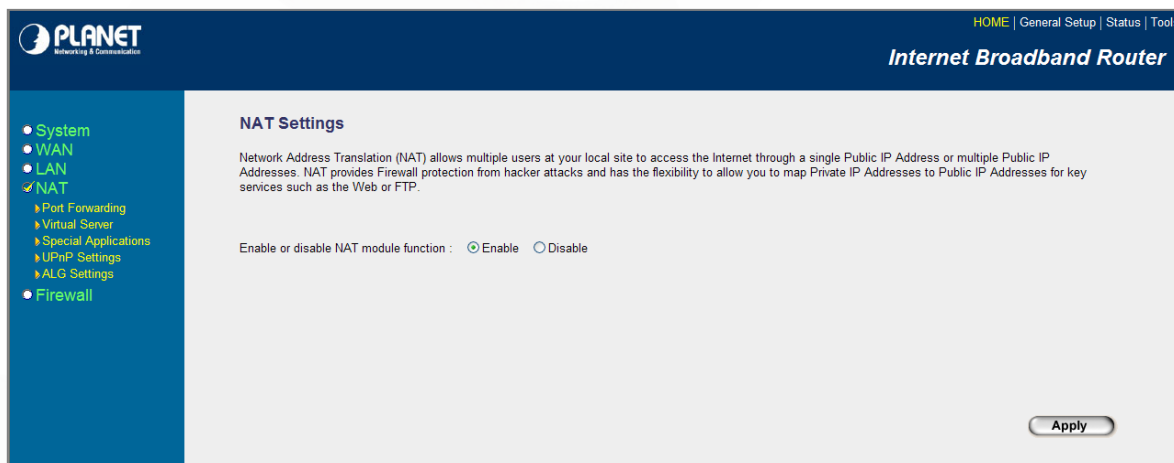 PLANET
Networking & Communication
HOME | General Setup | Status | Tool
Internet Broadband Router
System
WAN
LAN
NAT
Port Forwarding
Virtual Server
Special Applications
UPnP Settings
ALG Settings
Firewall
NAT Settings
Network Address Translation (NAT) allows multiple users at your local site to access the Internet through a single Public IP Address or multiple Public IP
Addresses. NAT provides Firewall protection from hacker attacks and has the flexibility to allow you to map Private IP Addresses to Public IP Addresses for key
services such as the Web or FTP.
Enable or disable NAT module function : Enable Disable
Apply